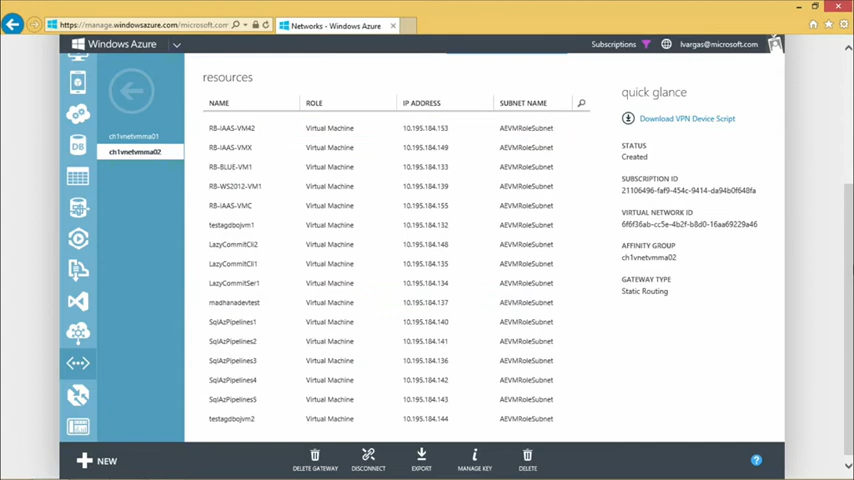 https://manage.windowsazure.com/microsoft.com
Networks - Windows Azure
Windows Azure
Subscriptions
lvargas@microsoft.com
ch1vnetvmma01
ch1vnetvmma02
DB
resources
NAME ROLE IP ADDRESS SUBNET NAME
RB-IAAS-VM42 Virtual Machine 10.195.184.153 AEVMRoleSubnet
RB-IAAS-VMX Virtual Machine 10.195.184.149 AEVMRoleSubnet
RB-BLUE-VM1 Virtual Machine 10.195.184.133 AEVMRoleSubnet
RB-WS2012-VM1 Virtual Machine 10.195.184.139 AEVMRoleSubnet
RB-IAAS-VMC Virtual Machine 10.195.184.155 AEVMRoleSubnet
testagdbojvm1 Virtual Machine 10.195.184.132 AEVMRoleSubnet
LazyCommitCli2 Virtual Machine 10.195.184.148 AEVMRoleSubnet
LazyCommitCli1 Virtual Machine 10.195.184.135 AEVMRoleSubnet
LazyCommitSer1 Virtual Machine 10.195.184.134 AEVMRoleSubnet
madhanadevtest Virtual Machine 10.195.184.137 AEVMRoleSubnet
SqlAzPipelines1 Virtual Machine 10.195.184.140 AEVMRoleSubnet
SqlAzPipelines2 Virtual Machine 10.195.184.141 AEVMRoleSubnet
SqlAzPipelines3 Virtual Machine 10.195.184.136 AEVMRoleSubnet
SqlAzPipelines4 Virtual Machine 10.195.184.142 AEVMRoleSubnet
SqlAzPipelines5 Virtual Machine 10.195.184.143 AEVMRoleSubnet
testagdbojvm2 Virtual Machine 10.195.184.144 AEVMRoleSubnet
quick glance
Download VPN Device Script
STATUS
Created
SUBSCRIPTION ID
21106496-faf9-454c-9414-da94b0f648fa
VIRTUAL NETWORK ID
6f6f36ab-cc5e-4b2f-b8d0-16aa69229a46
AFFINITY GROUP
ch1vnetvmma02
GATEWAY TYPE
Static Routing
NEW
DELETE GATEWAY
DISCONNECT
EXPORT
MANAGE KEY
DELETE
?